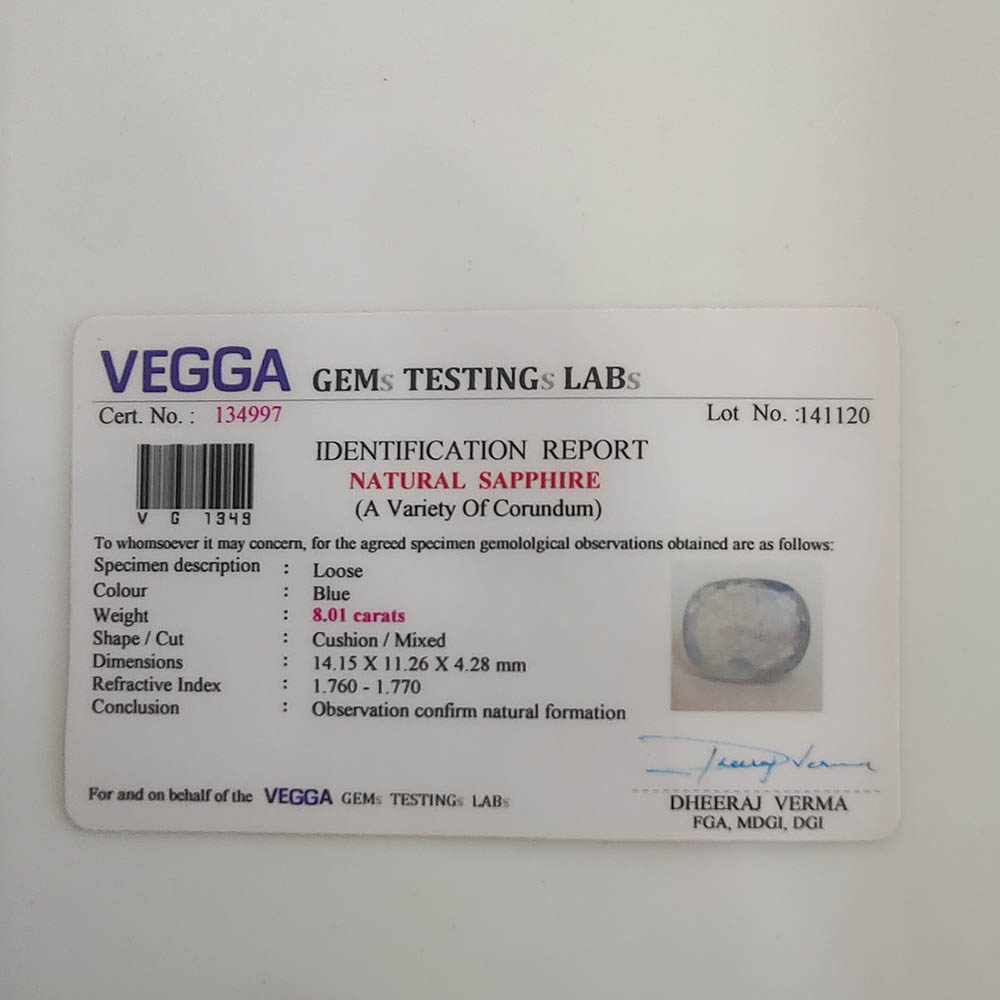 VEGGA GEMs TESTINGs LABs
Cert. No. : 134997
Lot No. :141120
V G 1349
IDENTIFICATION REPORT
NATURAL SAPPHIRE
(A Variety Of Corundum)
To whomsoever it may concern, for the agreed specimen gemololgical observations obtained are as follows:
Specimen description : Loose
Colour : Blue
Weight : 8.01 carats
Shape / Cut : Cushion / Mixed
Dimensions : 14.15 X 11.26 X 4.28 mm
Refractive Index : 1.760 - 1.770
Conclusion : Observation confirm natural formation
Dheeraj Verma
For and on behalf of the VEGGA GEMs TESTINGs LABs
DHEERAJ VERMA
FGA, MDGI, DGI